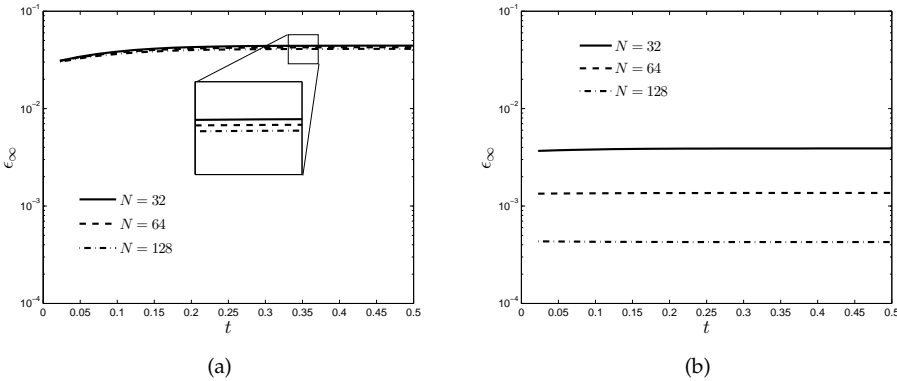 10⁻¹
10⁻²
10⁻³
10⁻⁴
ϵ∞
N = 32
N = 64
N = 128
0 0.05 0.1 0.15 0.2 0.25 0.3 0.35 0.4 0.45 0.5
t
(a)
10⁻¹
10⁻²
10⁻³
10⁻⁴
ϵ∞
N = 32
N = 64
N = 128
0 0.05 0.1 0.15 0.2 0.25 0.3 0.35 0.4 0.45 0.5
t
(b)